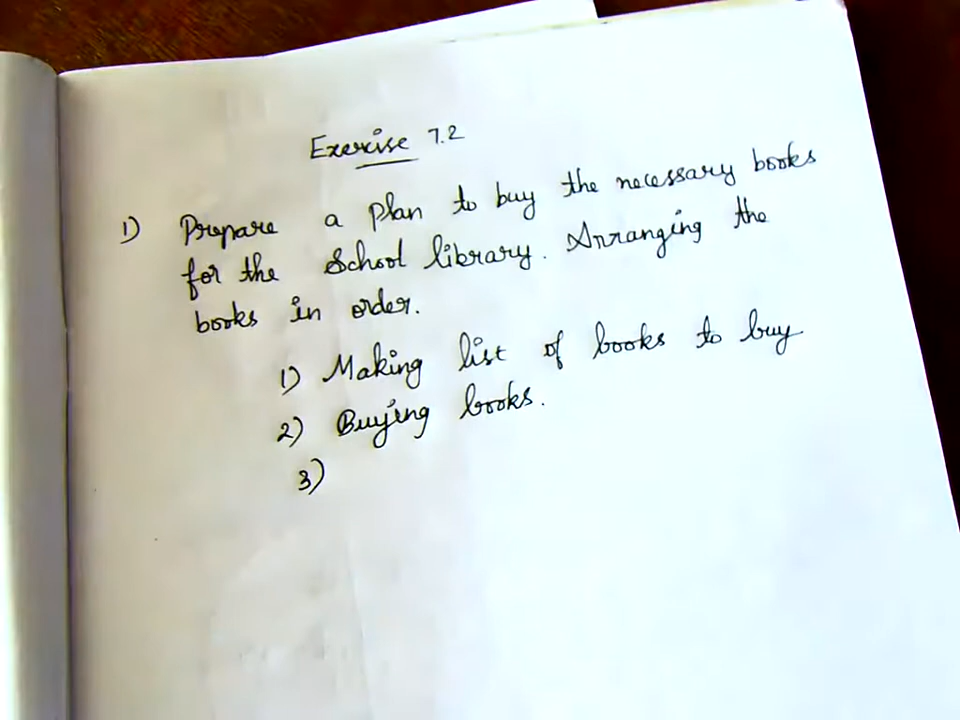 Exercise 7.2
1) Prepare a plan to buy the necessary books
for the School library. Arranging the
books in order.
1) Making list of books to buy
2) Buying books.
3)